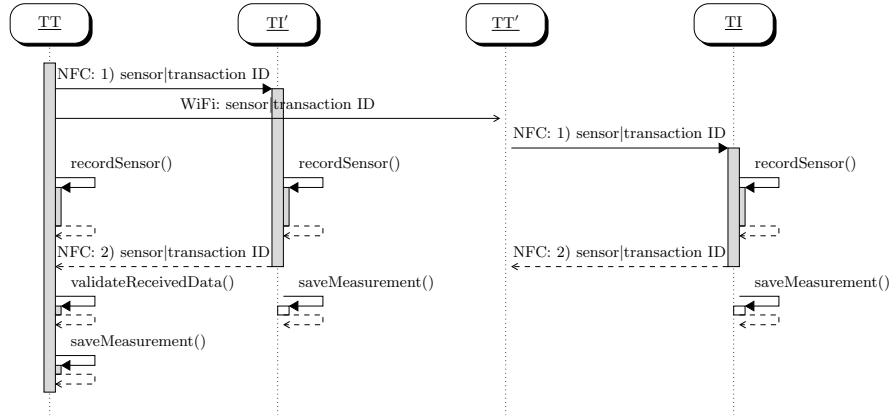 TT TI′ TT′ TI
NFC: 1) sensor|transaction ID
WiFi: sensor|transaction ID
NFC: 1) sensor|transaction ID
recordSensor() recordSensor() recordSensor()
NFC: 2) sensor|transaction ID NFC: 2) sensor|transaction ID
validateReceivedData() saveMeasurement() saveMeasurement()
saveMeasurement()